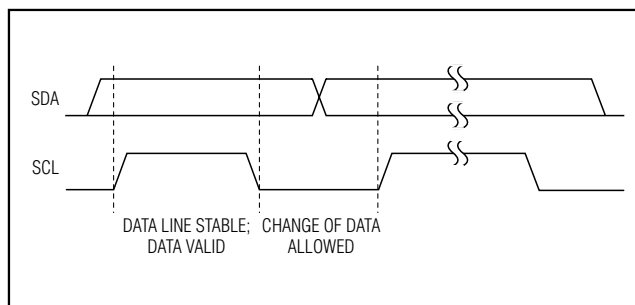 SDA
SCL
DATA LINE STABLE;
DATA VALID
CHANGE OF DATA
ALLOWED